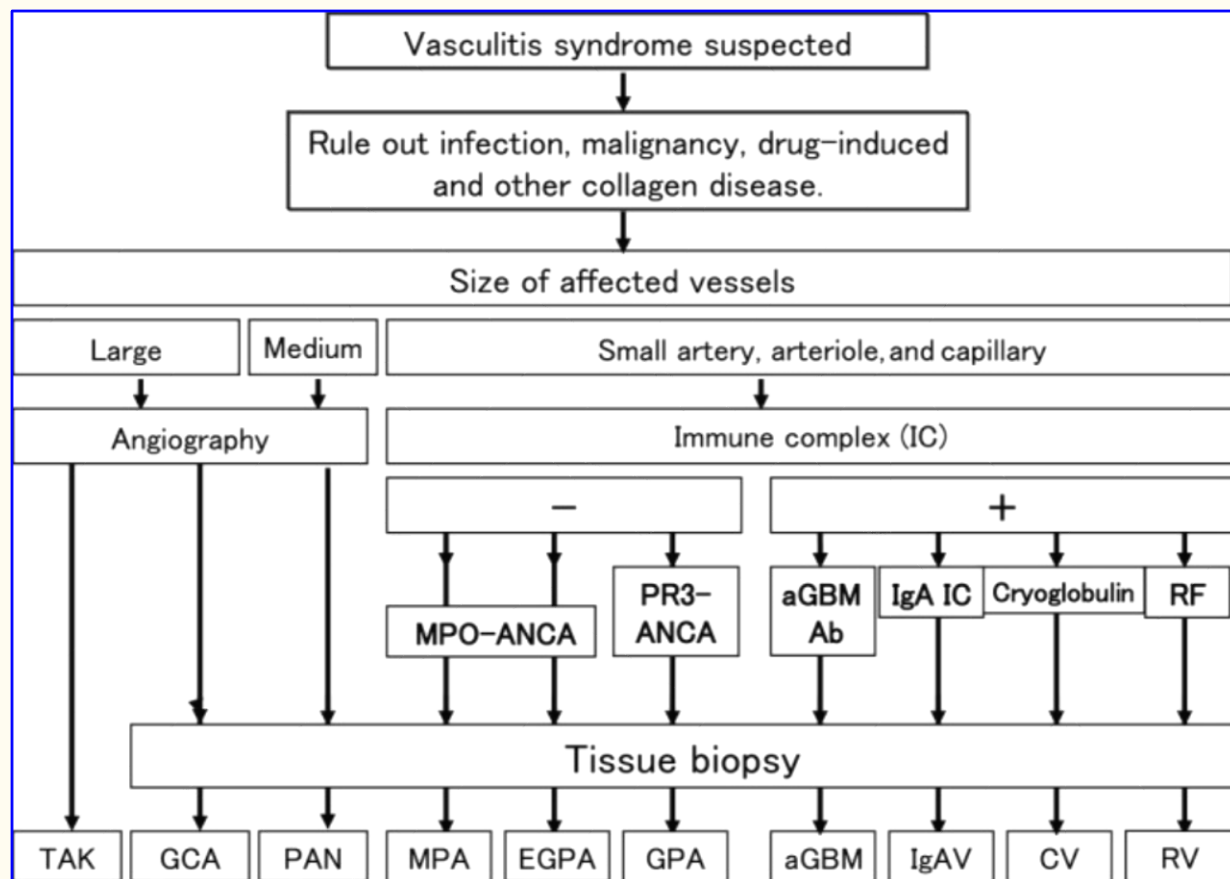 Vasculitis syndrome suspected
Rule out infection, malignancy, drug-induced
and other collagen disease.
Size of affected vessels
Large
Medium
Small artery, arteriole, and capillary
Angiography
Immune complex (IC)
−
+
MPO-ANCA
PR3-
ANCA
aGBM
Ab
IgA IC
Cryoglobulin
RF
Tissue biopsy
TAK
GCA
PAN
MPA
EGPA
GPA
aGBM
IgAV
CV
RV